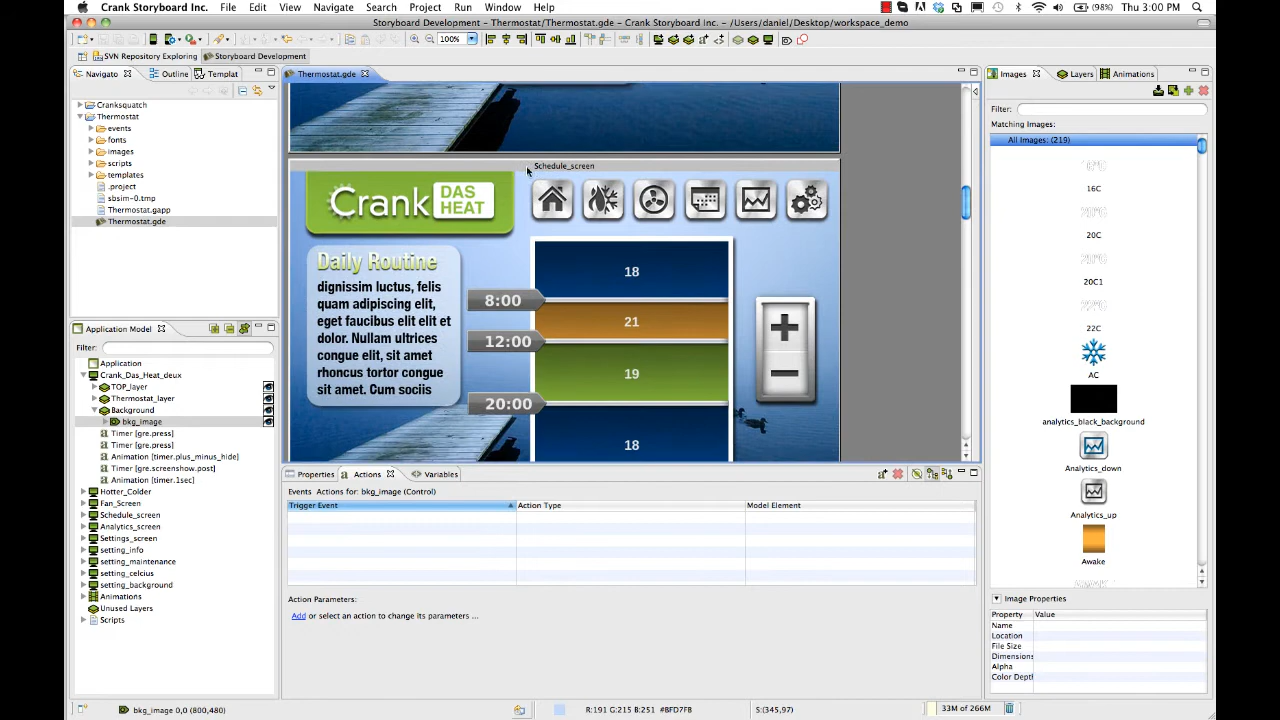 Crank Storyboard Inc. File Edit View Navigate Search Project Run Window Help (98%) Thu 3:00 PM
Storyboard Development - Thermostat/Thermostat.gde - Crank Storyboard Inc. - /Users/daniel/Desktop/workspace_demo
100%
SVN Repository Exploring Storyboard Development
Navigato Outline Templat
Cranksquatch
Thermostat
events
fonts
images
scripts
templates
.project
sbsim-0.tmp
Thermostat.gapp
Thermostat.gde
Application Model
Filter:
Application
Crank_Das_Heat_deux
TOP_layer
Thermostat_layer
Background
bkg_image
Timer [gre.press]
Timer [gre.press]
Animation [timer.plus_minus_hide]
Timer [gre.screenshow.post]
Animation [timer.1sec]
Hotter_Colder
Fan_Screen
Schedule_screen
Analytics_screen
Settings_screen
setting_info
setting_maintenance
setting_celcius
setting_background
Animations
Unused Layers
Scripts
Thermostat.gde
Schedule_screen
Crank DAS HEAT
Daily Routine
dignissim luctus, felis
quam adipiscing elit,
eget faucibus elit elit et
dolor. Nullam ultrices
congue elit, sit amet
rhoncus tortor congue
sit amet. Cum sociis
18
8:00
21
12:00
19
20:00
18
+
−
Properties Actions Variables
Events Actions for: bkg_image (Control)
Trigger Event Action Type Model Element
Action Parameters:
Add or select an action to change its parameters ...
Images Layers Animations
Filter:
Matching Images:
All Images: (219)
16C
16C
20C
20C
20C
20C1
22C
22C
AC
analytics_black_background
Analytics_down
Analytics_up
Awake
AWAKE
Image Properties
Property Value
Name
Location
File Size
Dimensions
Alpha
Color Depth
bkg_image 0,0 (800,480) R:191 G:215 B:251 #BFD7FB S:(345,97) 33M of 266M